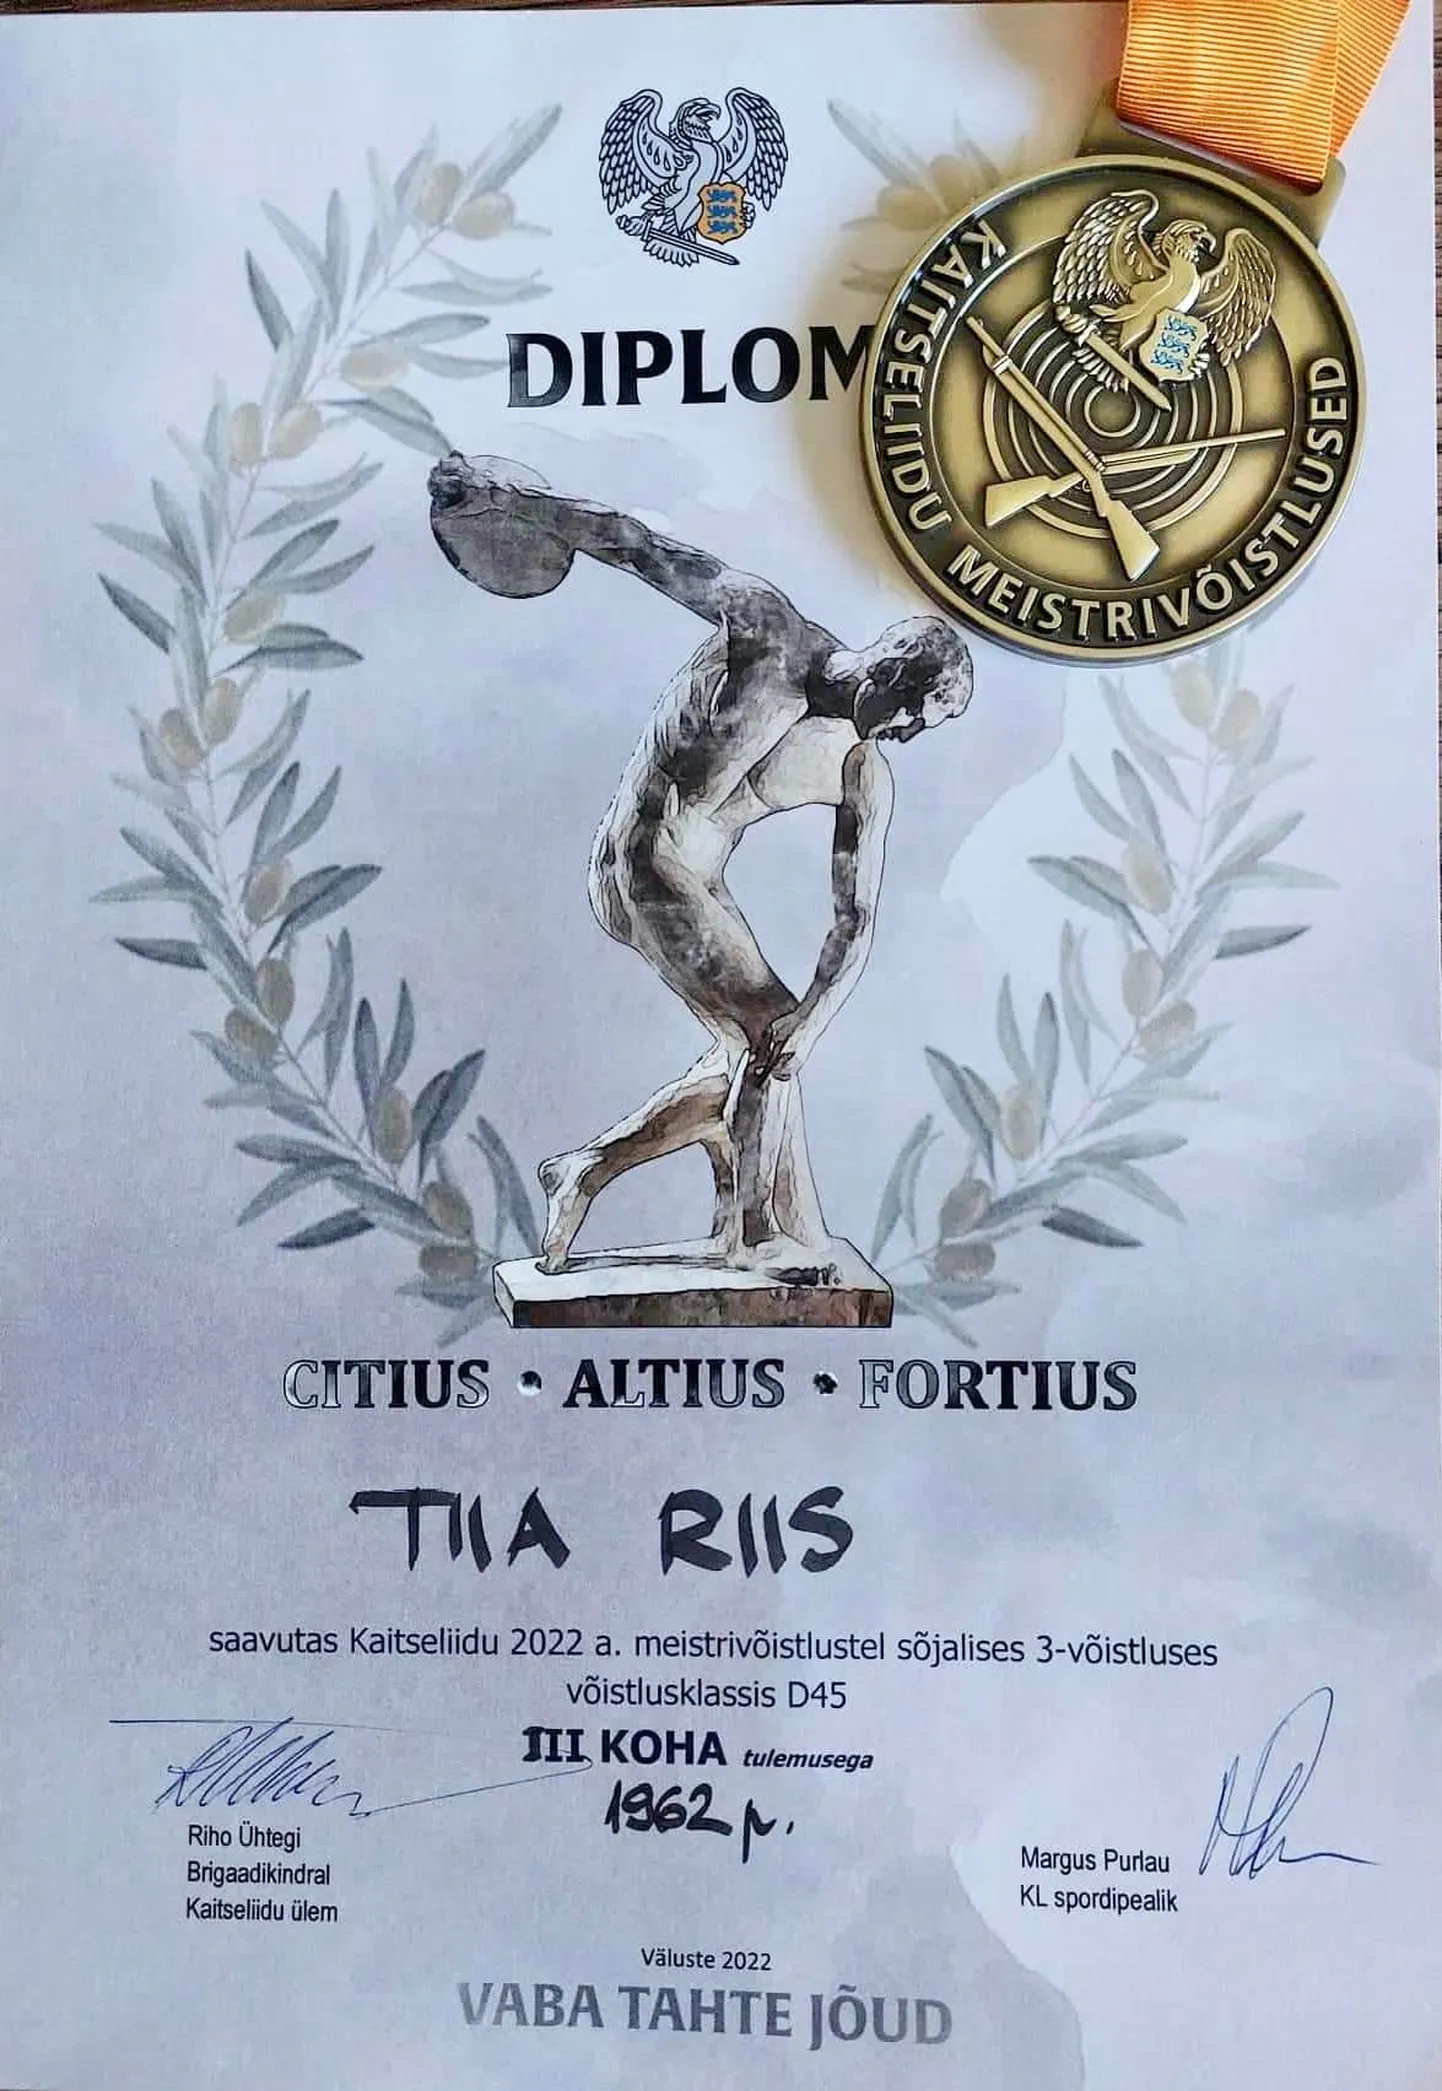 DIPLOM
KAITSELIIDU MEISTRIVÕISTLUSED
CITIUS • ALTIUS • FORTIUS
TIIA RIIS
saavutas Kaitseliidu 2022 a. meistrivõistlustel sõjalises 3-võistluses
võistlusklassis D45
III KOHA tulemusega
1962 p.
Riho Ühtegi
Brigaadikindral
Kaitseliidu ülem
Margus Purlau
KL spordipealik
Väluste 2022
VABA TAHTE JÕUD